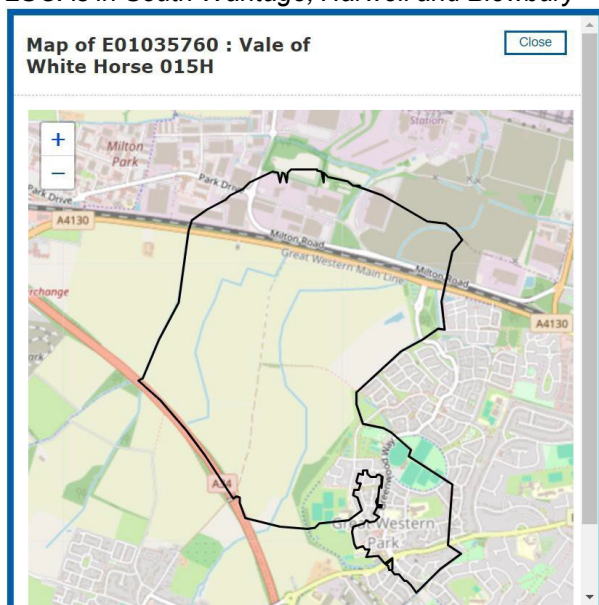 LSOA is in South Wantage, Harwell and Blewbury
Map of E01035760 : Vale of
White Horse 015H
Close
+
−
Station
Milton
Park
Park Drive
Park Drive
A4130
Milton Road
Great Western Main Line
Milton Road
A4130
A34
Greenwood Way
Great Western
Park